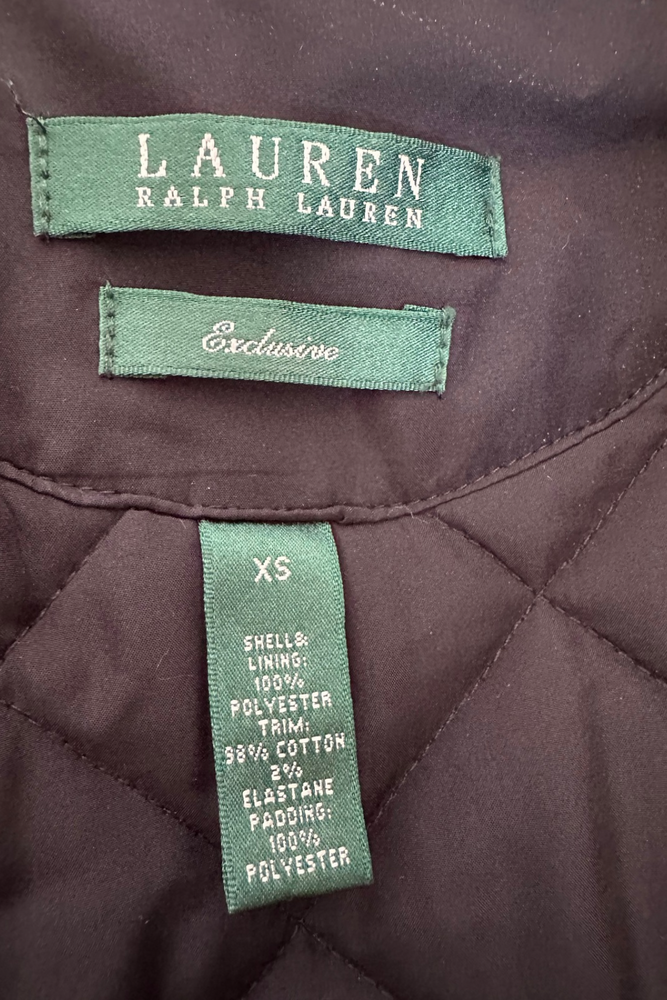 LAUREN
RALPH LAUREN
Exclusive
XS
SHELL&
LINING:
100%
POLYESTER
TRIM:
98% COTTON
2%
ELASTANE
PADDING:
100%
POLYESTER